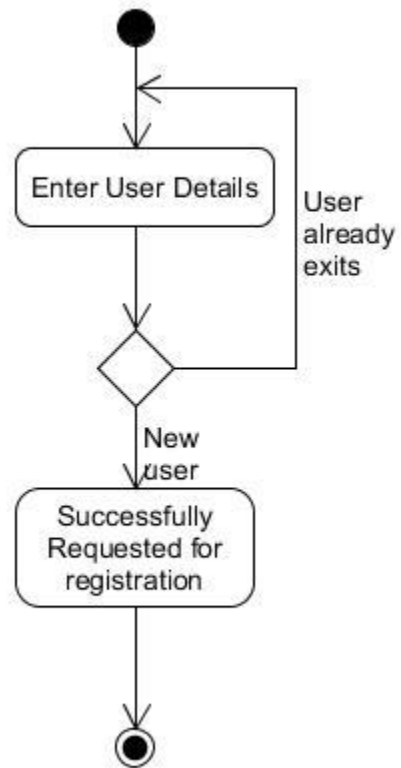 Enter User Details
User
already
exits
New
user
Successfully
Requested for
registration